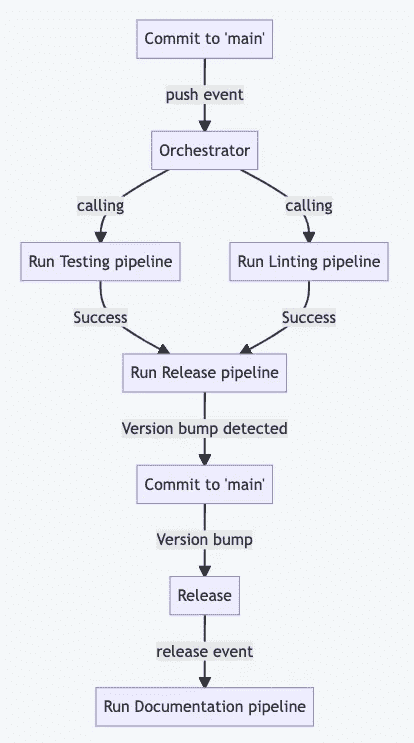 Commit to 'main'
push event
Orchestrator
calling
calling
Run Testing pipeline
Run Linting pipeline
Success
Success
Run Release pipeline
Version bump detected
Commit to 'main'
Version bump
Release
release event
Run Documentation pipeline